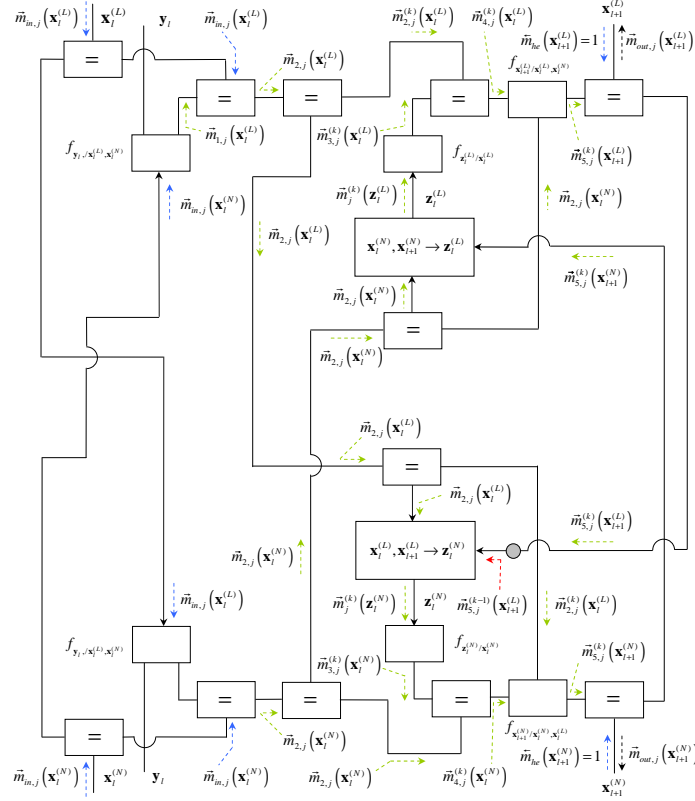 m⃗_{in,j}(𝐱_l^{(L)}) 𝐱_l^{(L)} 𝐲_l m⃗_{in,j}(𝐱_l^{(L)}) m⃗_{2,j}^{(k)}(𝐱_l^{(L)}) m⃗_{4,j}^{(k)}(𝐱_l^{(L)}) 𝐱_{l+1}^{(L)}
m⃐_{he}(𝐱_{l+1}^{(L)}) = 1 m⃗_{out,j}(𝐱_{l+1}^{(L)})
= m⃗_{2,j}(𝐱_l^{(L)}) f_{𝐱_{l+1}^{(L)}/𝐱_l^{(L)},𝐱_l^{(N)}}
= = = =
m⃗_{1,j}(𝐱_l^{(L)}) m⃗_{3,j}^{(k)}(𝐱_l^{(L)}) m⃗_{5,j}^{(k)}(𝐱_{l+1}^{(L)})
f_{𝐲_l,/𝐱_l^{(L)},𝐱_l^{(N)}} f_{𝐳_l^{(L)}/𝐱_l^{(L)}}
m⃗_{in,j}(𝐱_l^{(N)}) m⃗_j^{(k)}(𝐳_l^{(L)}) 𝐳_l^{(L)} m⃗_{2,j}(𝐱_l^{(N)})
m⃗_{2,j}(𝐱_l^{(L)}) 𝐱_l^{(N)}, 𝐱_{l+1}^{(N)} → 𝐳_l^{(L)}
m⃗_{5,j}^{(k)}(𝐱_l^{(N)})
m⃗_{2,j}(𝐱_l^{(N)})
=
m⃗_{2,j}(𝐱_l^{(N)})
m⃗_{2,j}(𝐱_l^{(L)})
=
m⃗_{2,j}(𝐱_l^{(L)})
m⃗_{5,j}^{(k)}(𝐱_{l+1}^{(L)})
m⃗_{2,j}(𝐱_l^{(N)}) 𝐱_l^{(L)}, 𝐱_{l+1}^{(L)} → 𝐳_l^{(N)}
m⃗_{in,j}(𝐱_l^{(L)}) m⃗_j^{(k)}(𝐳_l^{(N)}) 𝐳_l^{(N)} m⃗_{5,j}^{(k-1)}(𝐱_{l+1}^{(L)}) m⃗_{2,j}^{(k)}(𝐱_l^{(L)})
f_{𝐲_l,/𝐱_l^{(L)},𝐱_l^{(N)}} f_{𝐳_l^{(N)}/𝐱_l^{(N)}}
m⃗_{3,j}^{(k)}(𝐱_l^{(N)}) m⃗_{5,j}^{(k)}(𝐱_{l+1}^{(N)})
= = = =
= m⃗_{2,j}(𝐱_l^{(N)}) f_{𝐱_{l+1}^{(N)}/𝐱_l^{(N)},𝐱_l^{(L)}}
m⃐_{he}(𝐱_{l+1}^{(N)}) = 1 m⃗_{out,j}(𝐱_{l+1}^{(N)})
m⃗_{in,j}(𝐱_l^{(N)}) 𝐱_l^{(N)} 𝐲_l m⃗_{in,j}(𝐱_l^{(N)}) m⃗_{2,j}(𝐱_l^{(N)}) m⃗_{4,j}^{(k)}(𝐱_l^{(N)}) 𝐱_{l+1}^{(N)}